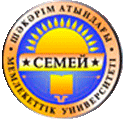 ШӘКӘРІМ АТЫНДАҒЫ
СЕМЕЙ
МЕМЛЕКЕТТІК УНИВЕРСИТЕТІ